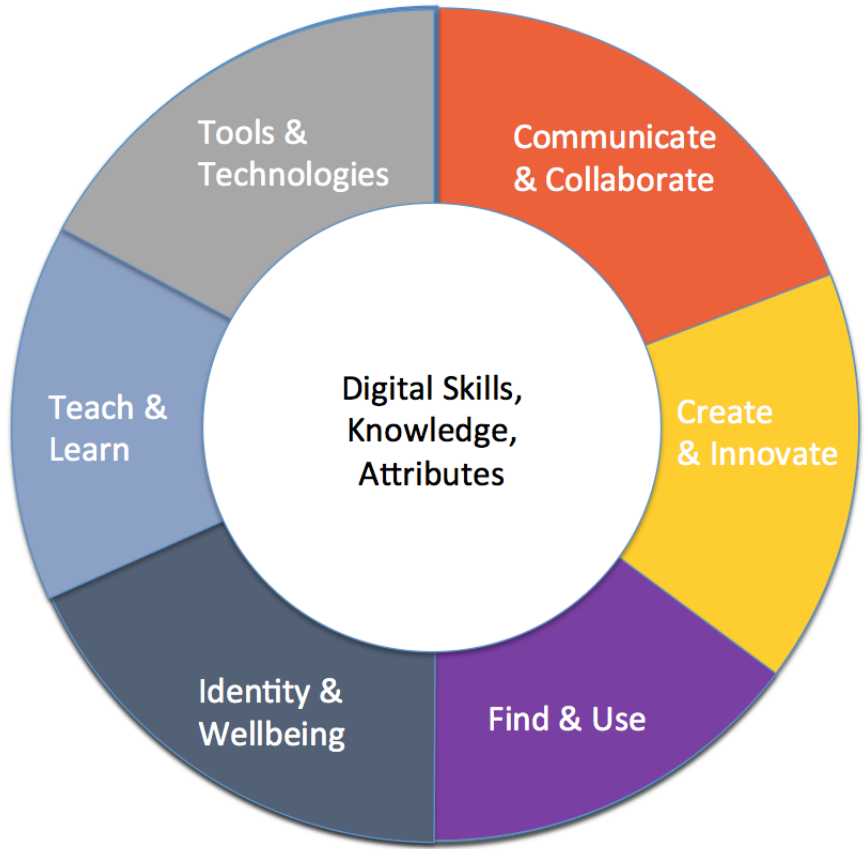 Tools &
Technologies
Communicate
& Collaborate
Teach &
Learn
Digital Skills,
Knowledge,
Attributes
Create
& Innovate
Identity &
Wellbeing
Find & Use